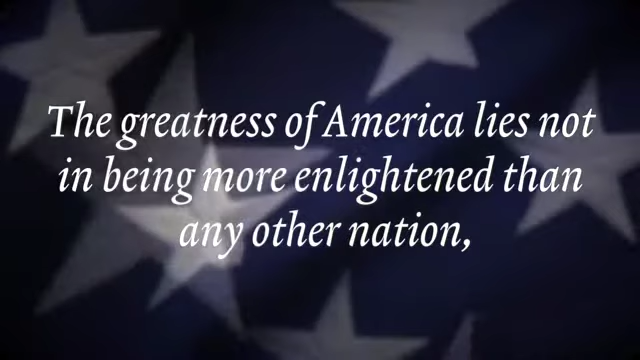 The greatness of America lies not
in being more enlightened than
any other nation,